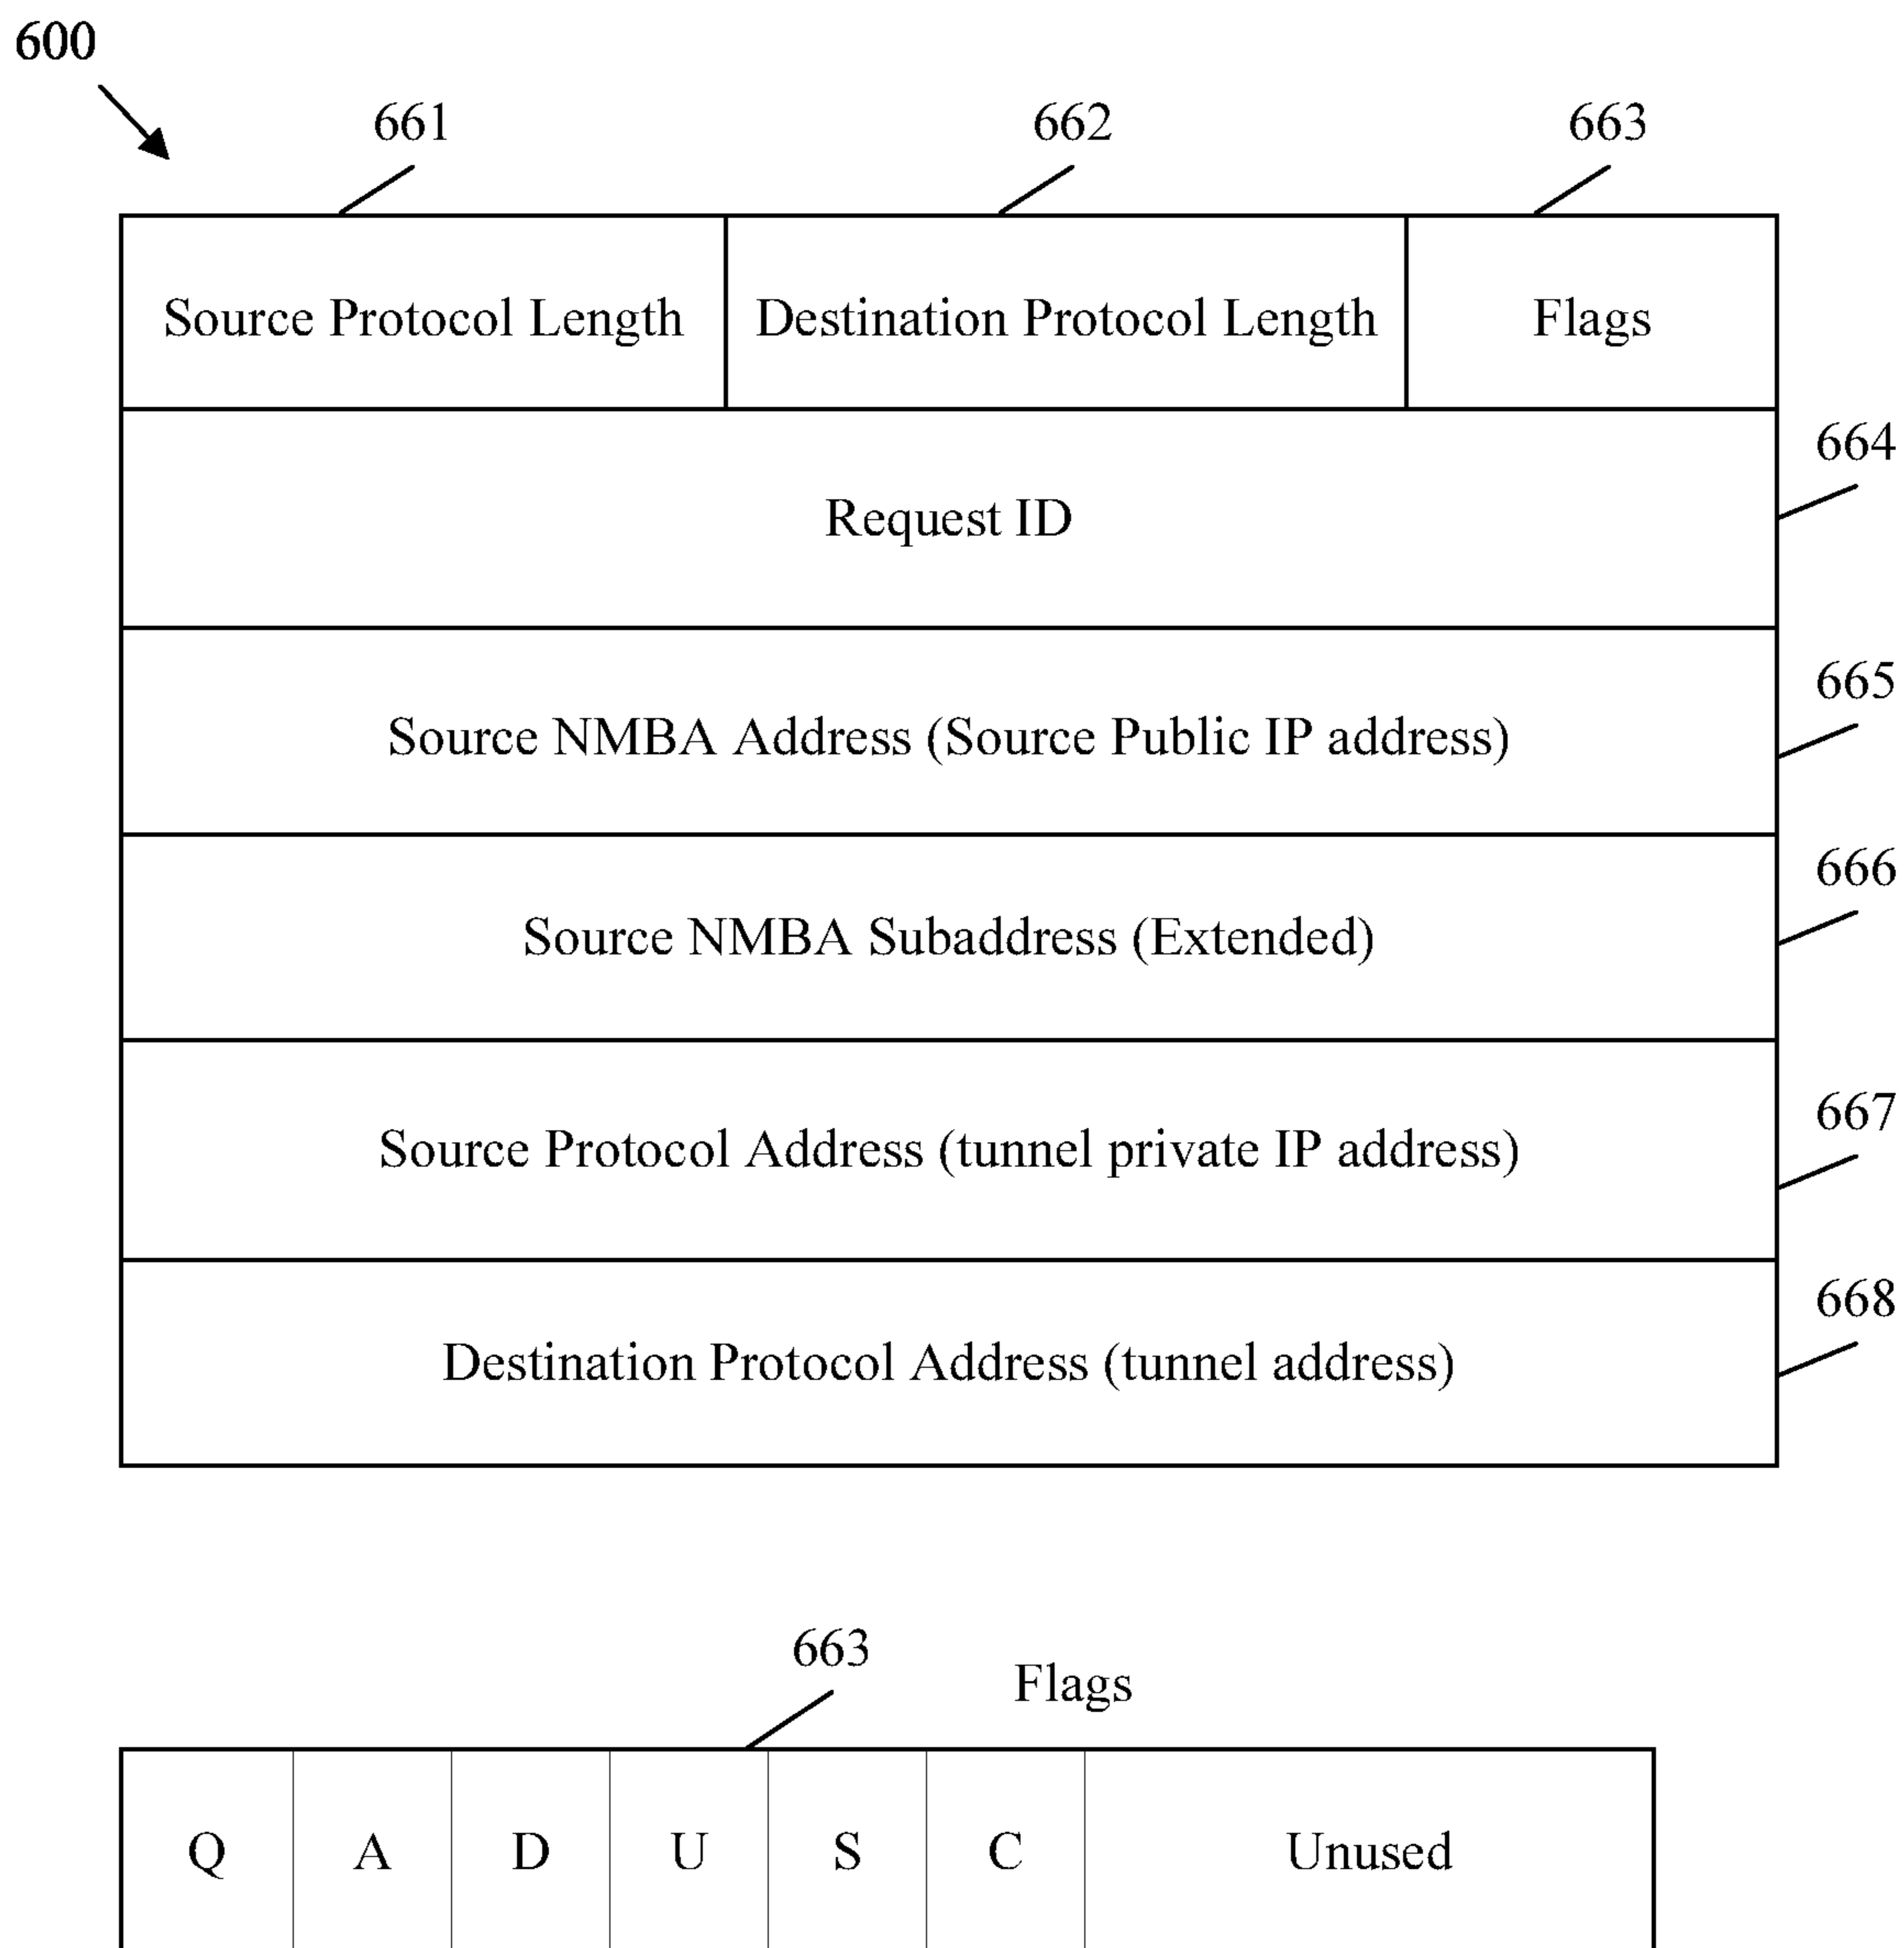 600
661 662 663
Source Protocol Length Destination Protocol Length Flags
664
Request ID
665
Source NMBA Address (Source Public IP address)
666
Source NMBA Subaddress (Extended)
667
Source Protocol Address (tunnel private IP address)
668
Destination Protocol Address (tunnel address)
663
Flags
Q A D U S C Unused